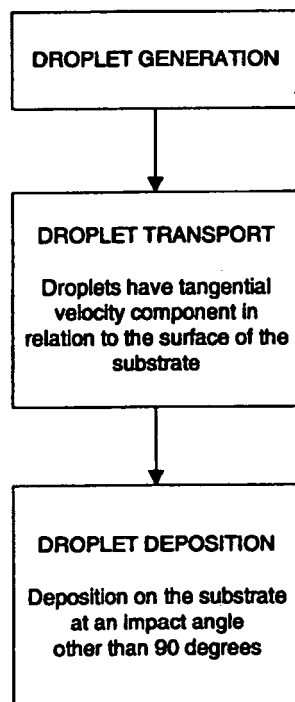 DROPLET GENERATION
DROPLET TRANSPORT
Droplets have tangential
velocity component in
relation to the surface of the
substrate
DROPLET DEPOSITION
Deposition on the substrate
at an impact angle
other than 90 degrees